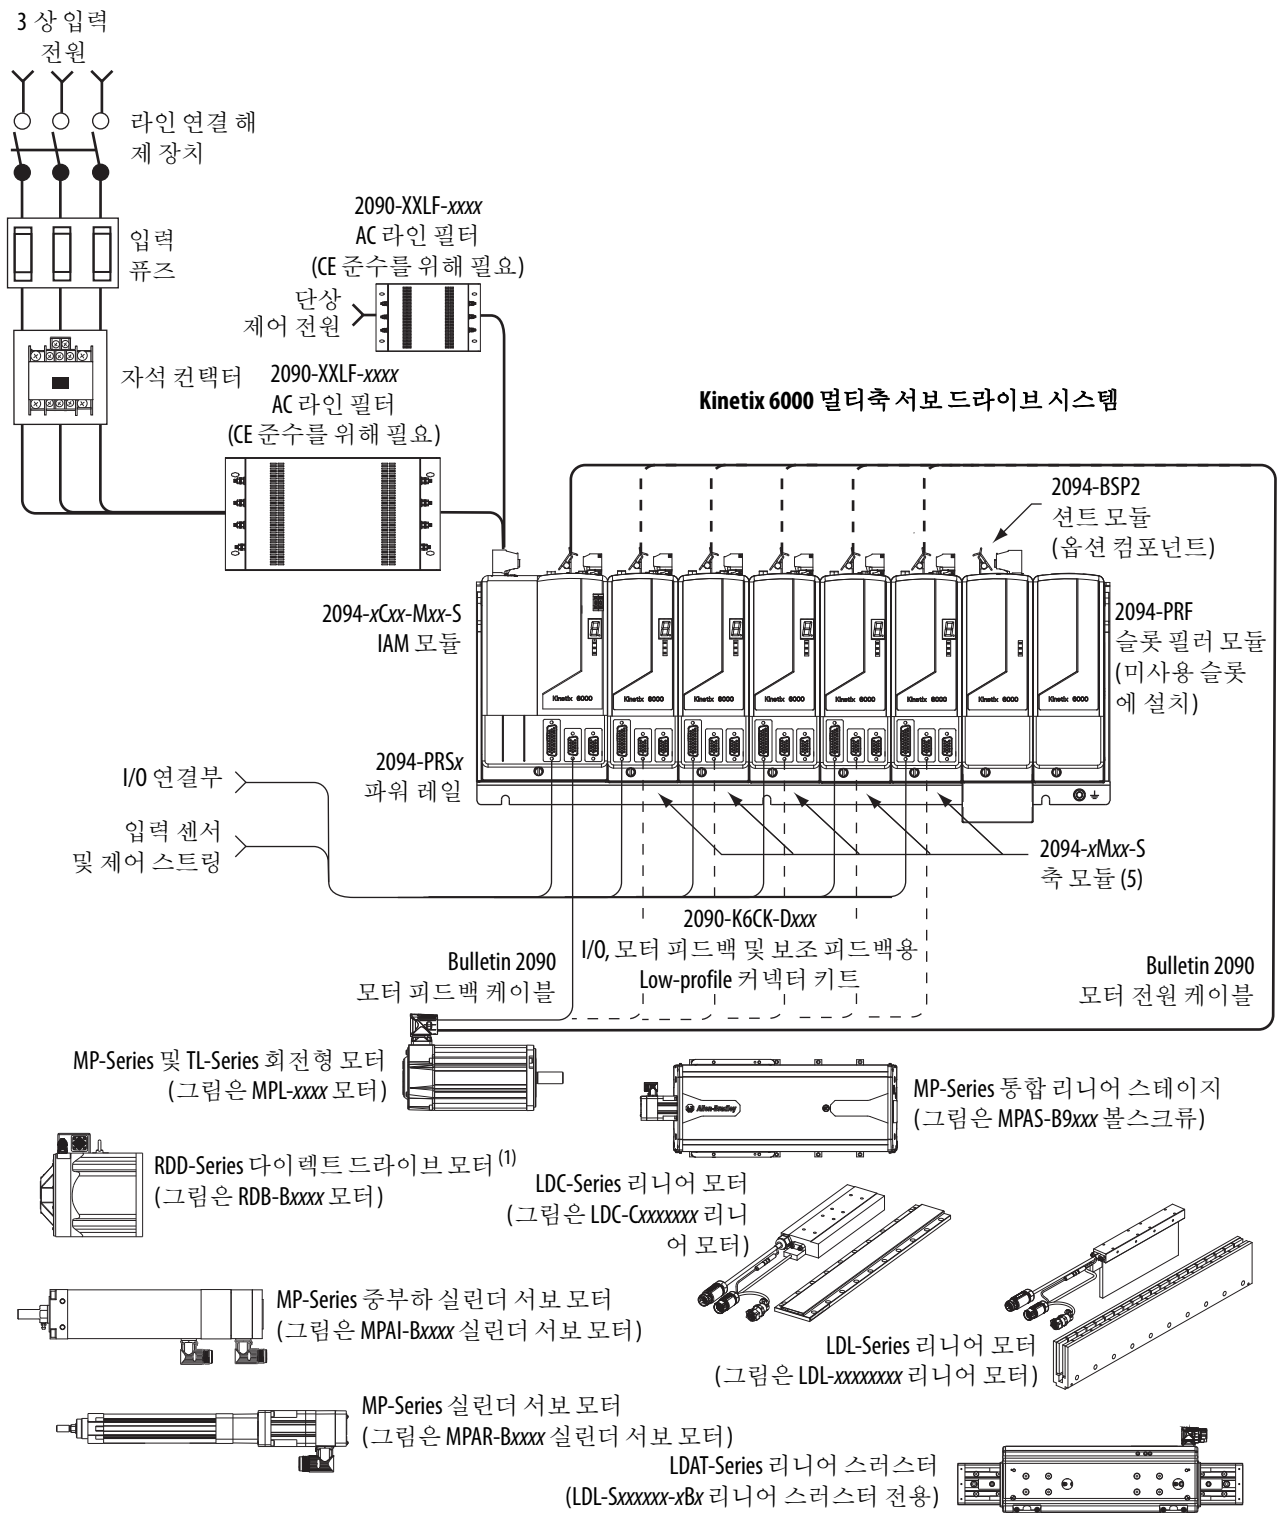 3 상 입력
전원
라인 연결 해
제 장치
2090-XXLF-xxxx
AC 라인 필터
(CE 준수를 위해 필요)
입력
퓨즈
단상
제어 전원
자석 컨택터
2090-XXLF-xxxx
AC 라인 필터
(CE 준수를 위해 필요)
Kinetix 6000 멀티축 서보 드라이브 시스템
2094-BSP2
션트 모듈
(옵션 컴포넌트)
2094-xCxx-Mxx-S
IAM 모듈
2094-PRF
슬롯 필러 모듈
(미사용 슬롯
에 설치)
Kinetix 6000
Kinetix 6000
Kinetix 6000
Kinetix 6000
Kinetix 6000
Kinetix 6000
Kinetix 6000
Kinetix 6000
2094-PRSx
파워 레일
I/O 연결부
입력 센서
및 제어 스트링
2094-xMxx-S
축 모듈 (5)
2090-K6CK-Dxxx
I/O, 모터 피드백 및 보조 피드백용
Low-profile 커넥터 키트
Bulletin 2090
모터 피드백 케이블
Bulletin 2090
모터 전원 케이블
MP-Series 및 TL-Series 회전형 모터
(그림은 MPL-xxxx 모터)
Allen-Bradley
MP-Series 통합 리니어 스테이지
(그림은 MPAS-B9xxx 볼스크류)
RDD-Series 다이렉트 드라이브 모터 (1)
(그림은 RDB-Bxxxx 모터)
LDC-Series 리니어 모터
(그림은 LDC-Cxxxxxxx 리니
어 모터)
MP-Series 중부하 실린더 서보 모터
(그림은 MPAI-Bxxxx 실린더 서보 모터)
LDL-Series 리니어 모터
(그림은 LDL-xxxxxxxx 리니어 모터)
MP-Series 실린더 서보 모터
(그림은 MPAR-Bxxxx 실린더 서보 모터)
LDAT-Series 리니어 스러스터
(LDL-Sxxxxxx-xBx 리니어 스러스터 전용)